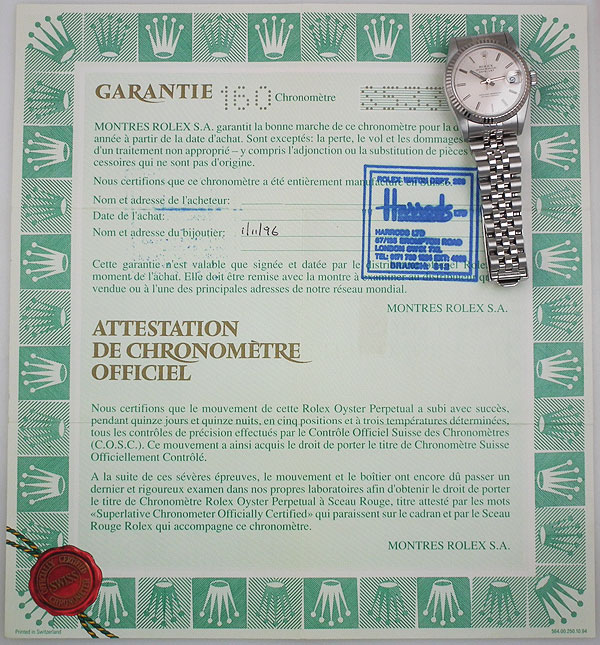 GARANTIE 160 Chronomètre
MONTRES ROLEX S.A. garantit la bonne marche de ce chronomètre pour la
année à partir de la date d'achat. Sont exceptés: la perte, le vol et les dommages
d'un traitement non approprié – y compris l'adjonction ou la substitution de pièces
cessoires qui ne sont pas d'origine.
Nous certifions que ce chronomètre a été entièrement
Nom et adresse de l'acheteur:
Date de l'achat:
Nom et adresse du bijoutier: 1/11/96
ROLEX WATCH DEPT.
Harrods LTD
HARRODS LTD
BROMPTON ROAD
LONDON
Cette garantie n'est valable que signée et datée par le
moment de l'achat. Elle doit être remise avec la montre à
vendue ou à l'une des principales adresses de notre réseau mondial.
MONTRES ROLEX S.A.
ATTESTATION
DE CHRONOMÈTRE
OFFICIEL
Nous certifions que le mouvement de cette Rolex Oyster Perpetual a subi avec succès,
pendant quinze jours et quinze nuits, en cinq positions et à trois températures déterminées,
tous les contrôles de précision effectués par le Contrôle Officiel Suisse des Chronomètres
(C.O.S.C.). Ce mouvement a ainsi acquis le droit de porter le titre de Chronomètre Suisse
Officiellement Contrôlé.
A la suite de ces sévères épreuves, le mouvement et le boîtier ont encore dû passer un
dernier et rigoureux examen dans nos propres laboratoires afin d'obtenir le droit de porter
le titre de Chronomètre Rolex Oyster Perpetual à Sceau Rouge, titre attesté par les mots
«Superlative Chronometer Officially Certified» qui paraissent sur le cadran et par le Sceau
Rouge Rolex qui accompagne ce chronomètre.
MONTRES ROLEX S.A.
Printed in Switzerland
564.00.250.10.94